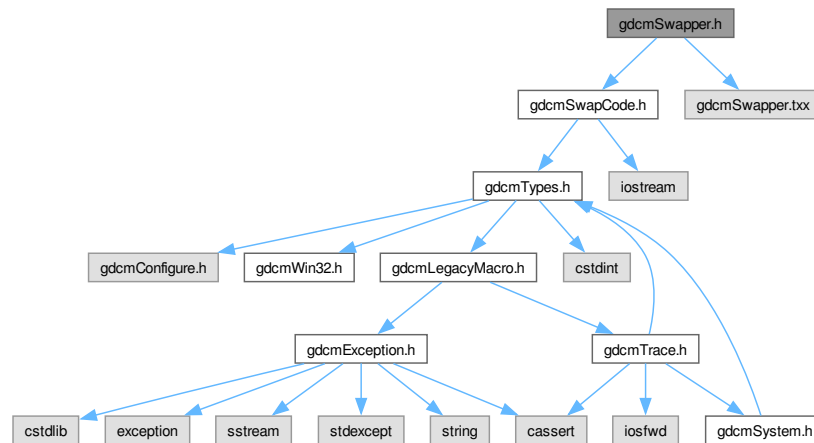 gdcmSwapper.h
gdcmSwapCode.h
gdcmSwapper.txx
gdcmTypes.h
iostream
gdcmConfigure.h
gdcmWin32.h
gdcmLegacyMacro.h
cstdint
gdcmException.h
gdcmTrace.h
cstdlib
exception
sstream
stdexcept
string
cassert
iosfwd
gdcmSystem.h